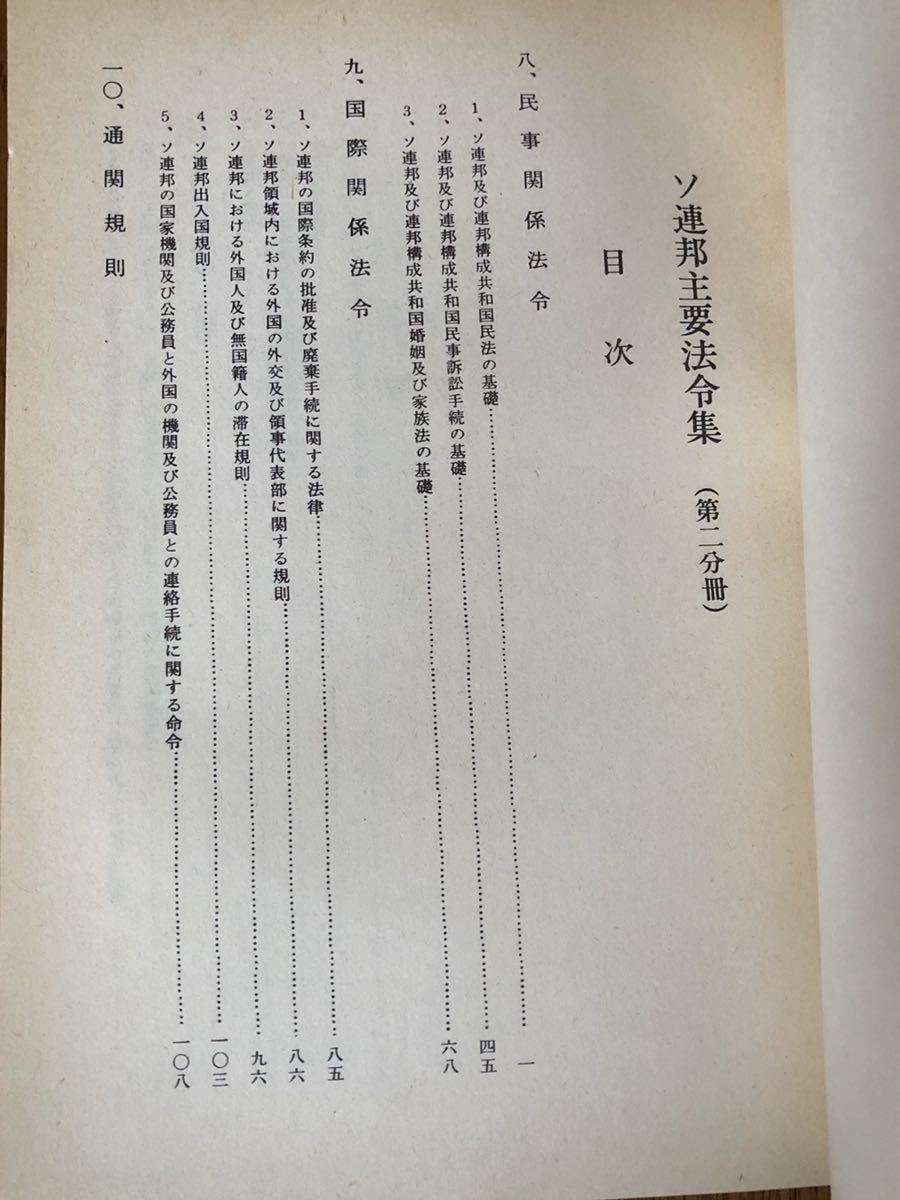 ソ連邦主要法令集 (第二分冊)
目次
八、民事関係法令
1、ソ連邦及び連邦構成共和国民法の基礎……………一
2、ソ連邦及び連邦構成共和国民事訴訟手続の基礎……………四五
3、ソ連邦及び連邦構成共和国婚姻及び家族法の基礎……………六八
九、国際関係法令
1、ソ連邦の国際条約の批准及び廃棄手続に関する法律……………八五
2、ソ連邦領域内における外国の外交及び領事代表部に関する規則……………八六
3、ソ連邦における外国人及び無国籍人の滞在規則……………九六
4、ソ連邦出入国規則……………一〇三
5、ソ連邦の国家機関及び公務員と外国の機関及び公務員との連絡手続に関する命令……………一〇八
一〇、通関規則